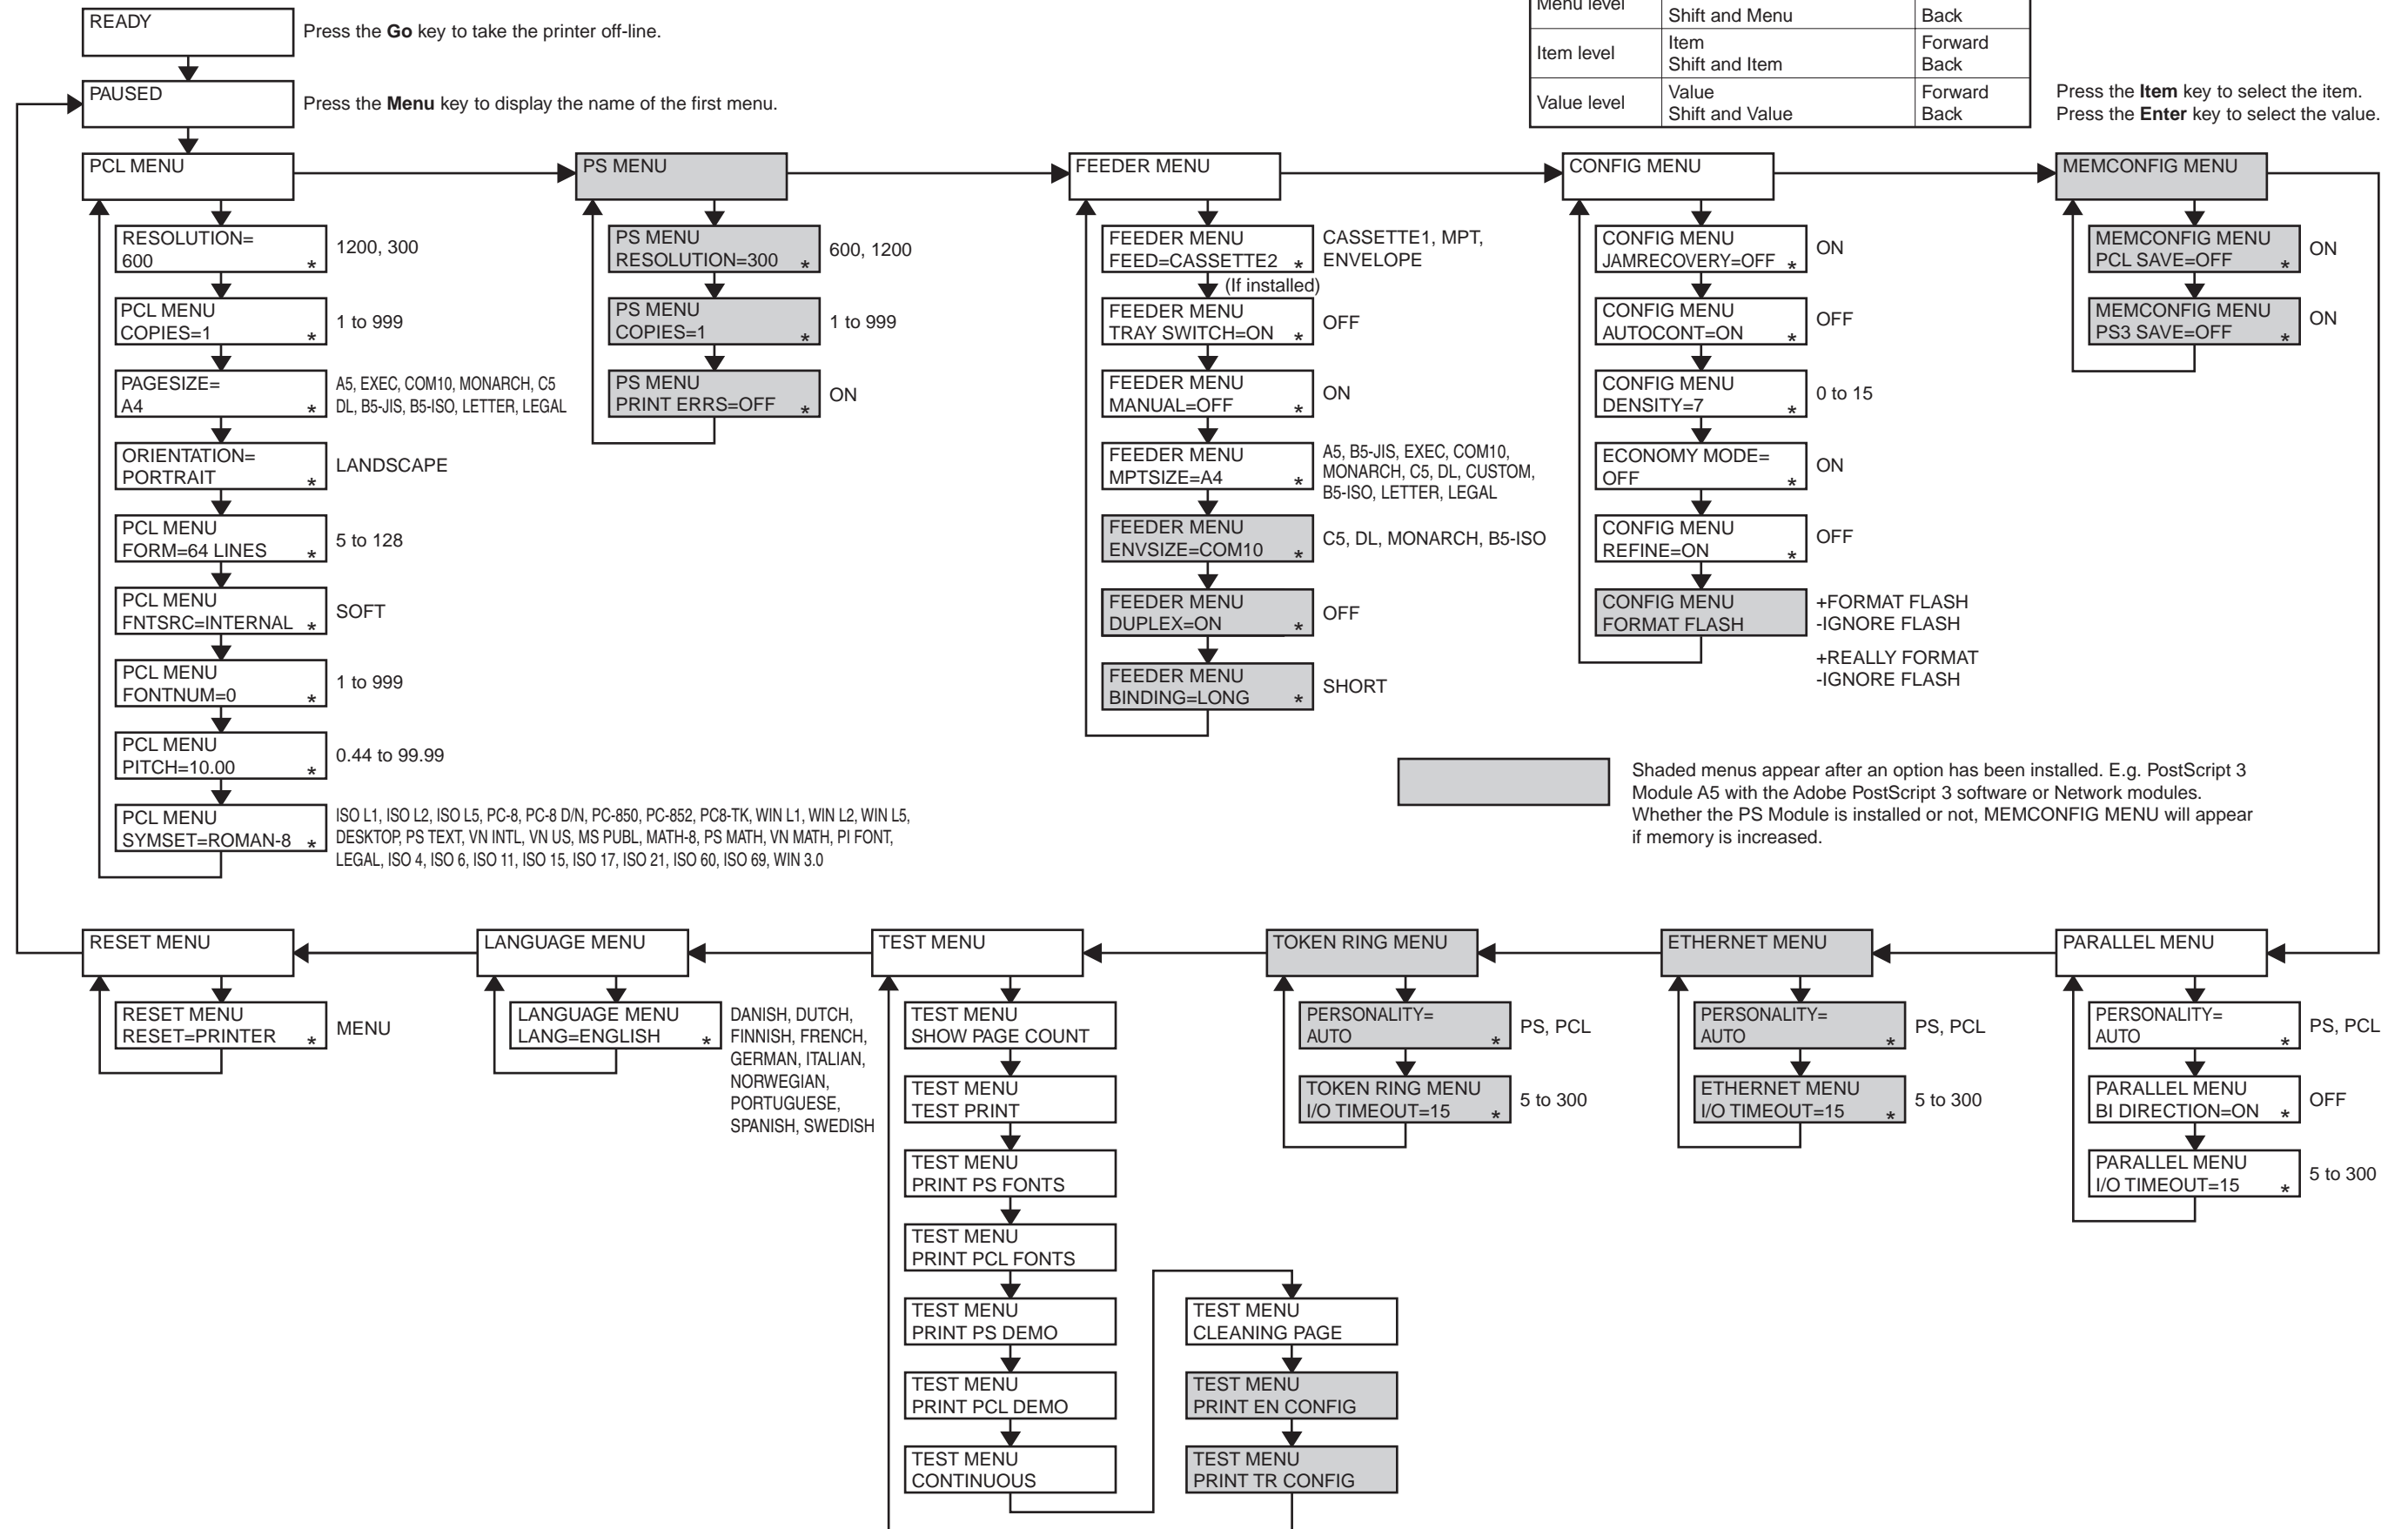 READY
Press the Go key to take the printer off-line.
PAUSED
Press the Menu key to display the name of the first menu.
Menu level
Shift and Menu
Back
Item level
Item
Forward
Shift and Item
Back
Value level
Value
Forward
Shift and Value
Back
Press the Item key to select the item.
Press the Enter key to select the value.
PCL MENU
RESOLUTION=
600 *
1200, 300
PCL MENU
COPIES=1 *
1 to 999
PAGESIZE=
A4 *
A5, EXEC, COM10, MONARCH, C5
DL, B5-JIS, B5-ISO, LETTER, LEGAL
ORIENTATION=
PORTRAIT *
LANDSCAPE
PCL MENU
FORM=64 LINES *
5 to 128
PCL MENU
FNTSRC=INTERNAL *
SOFT
PCL MENU
FONTNUM=0 *
1 to 999
PCL MENU
PITCH=10.00 *
0.44 to 99.99
PCL MENU
SYMSET=ROMAN-8 *
ISO L1, ISO L2, ISO L5, PC-8, PC-8 D/N, PC-850, PC-852, PC8-TK, WIN L1, WIN L2, WIN L5,
DESKTOP, PS TEXT, VN INTL, VN US, MS PUBL, MATH-8, PS MATH, VN MATH, PI FONT,
LEGAL, ISO 4, ISO 6, ISO 11, ISO 15, ISO 17, ISO 21, ISO 60, ISO 69, WIN 3.0
PS MENU
PS MENU
RESOLUTION=300 *
600, 1200
PS MENU
COPIES=1 *
1 to 999
PS MENU
PRINT ERRS=OFF *
ON
FEEDER MENU
FEEDER MENU
FEED=CASSETTE2 *
CASSETTE1, MPT,
ENVELOPE
(If installed)
FEEDER MENU
TRAY SWITCH=ON *
OFF
FEEDER MENU
MANUAL=OFF *
ON
FEEDER MENU
MPTSIZE=A4 *
A5, B5-JIS, EXEC, COM10,
MONARCH, C5, DL, CUSTOM,
B5-ISO, LETTER, LEGAL
FEEDER MENU
ENVSIZE=COM10 *
C5, DL, MONARCH, B5-ISO
FEEDER MENU
DUPLEX=ON *
OFF
FEEDER MENU
BINDING=LONG *
SHORT
CONFIG MENU
CONFIG MENU
JAMRECOVERY=OFF *
ON
CONFIG MENU
AUTOCONT=ON *
OFF
CONFIG MENU
DENSITY=7 *
0 to 15
ECONOMY MODE=
OFF *
ON
CONFIG MENU
REFINE=ON *
OFF
CONFIG MENU
FORMAT FLASH
+FORMAT FLASH
-IGNORE FLASH
+REALLY FORMAT
-IGNORE FLASH
MEMCONFIG MENU
MEMCONFIG MENU
PCL SAVE=OFF *
ON
MEMCONFIG MENU
PS3 SAVE=OFF *
ON
Shaded menus appear after an option has been installed. E.g. PostScript 3
Module A5 with the Adobe PostScript 3 software or Network modules.
Whether the PS Module is installed or not, MEMCONFIG MENU will appear
if memory is increased.
RESET MENU
RESET MENU
RESET=PRINTER *
MENU
LANGUAGE MENU
LANGUAGE MENU
LANG=ENGLISH *
DANISH, DUTCH,
FINNISH, FRENCH,
GERMAN, ITALIAN,
NORWEGIAN,
PORTUGUESE,
SPANISH, SWEDISH
TEST MENU
TEST MENU
SHOW PAGE COUNT
TEST MENU
TEST PRINT
TEST MENU
PRINT PS FONTS
TEST MENU
PRINT PCL FONTS
TEST MENU
PRINT PS DEMO
TEST MENU
PRINT PCL DEMO
TEST MENU
CONTINUOUS
TEST MENU
CLEANING PAGE
TEST MENU
PRINT EN CONFIG
TEST MENU
PRINT TR CONFIG
TOKEN RING MENU
PERSONALITY=
AUTO *
PS, PCL
TOKEN RING MENU
I/O TIMEOUT=15 *
5 to 300
ETHERNET MENU
PERSONALITY=
AUTO *
PS, PCL
ETHERNET MENU
I/O TIMEOUT=15 *
5 to 300
PARALLEL MENU
PERSONALITY=
AUTO *
PS, PCL
PARALLEL MENU
BI DIRECTION=ON *
OFF
PARALLEL MENU
I/O TIMEOUT=15 *
5 to 300